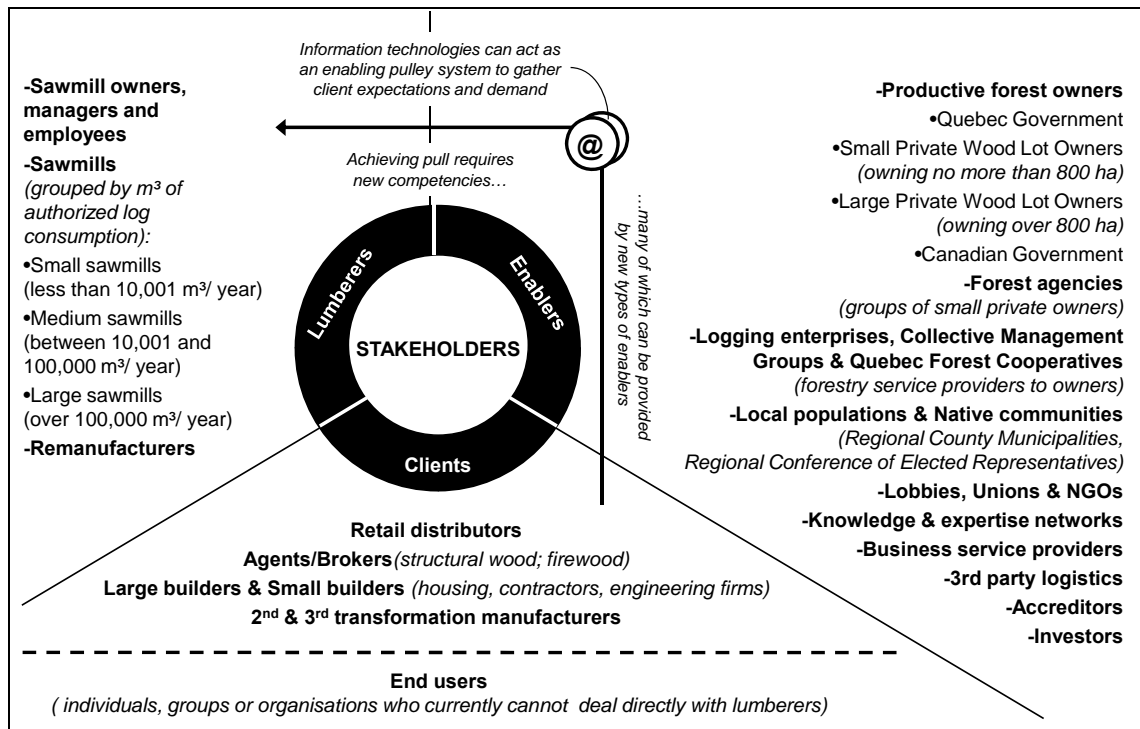 Information technologies can act as
an enabling pulley system to gather
client expectations and demand
-Sawmill owners,
managers and
employees
-Sawmills
(grouped by m³ of
authorized log
consumption):
•Small sawmills
(less than 10,001 m³/ year)
•Medium sawmills
(between 10,001 and
100,000 m³/ year)
•Large sawmills
(over 100,000 m³/ year)
-Remanufacturers
@
Achieving pull requires
new competencies…
…many of which can be provided
by new types of enablers
Lumberers
Enablers
STAKEHOLDERS
Clients
-Productive forest owners
•Quebec Government
•Small Private Wood Lot Owners
(owning no more than 800 ha)
•Large Private Wood Lot Owners
(owning over 800 ha)
•Canadian Government
-Forest agencies
(groups of small private owners)
-Logging enterprises, Collective Management
Groups & Quebec Forest Cooperatives
(forestry service providers to owners)
-Local populations & Native communities
(Regional County Municipalities,
Regional Conference of Elected Representatives)
-Lobbies, Unions & NGOs
-Knowledge & expertise networks
-Business service providers
-3rd party logistics
-Accreditors
-Investors
Retail distributors
Agents/Brokers (structural wood; firewood)
Large builders & Small builders (housing, contractors, engineering firms)
2nd & 3rd transformation manufacturers
End users
( individuals, groups or organisations who currently cannot deal directly with lumberers)